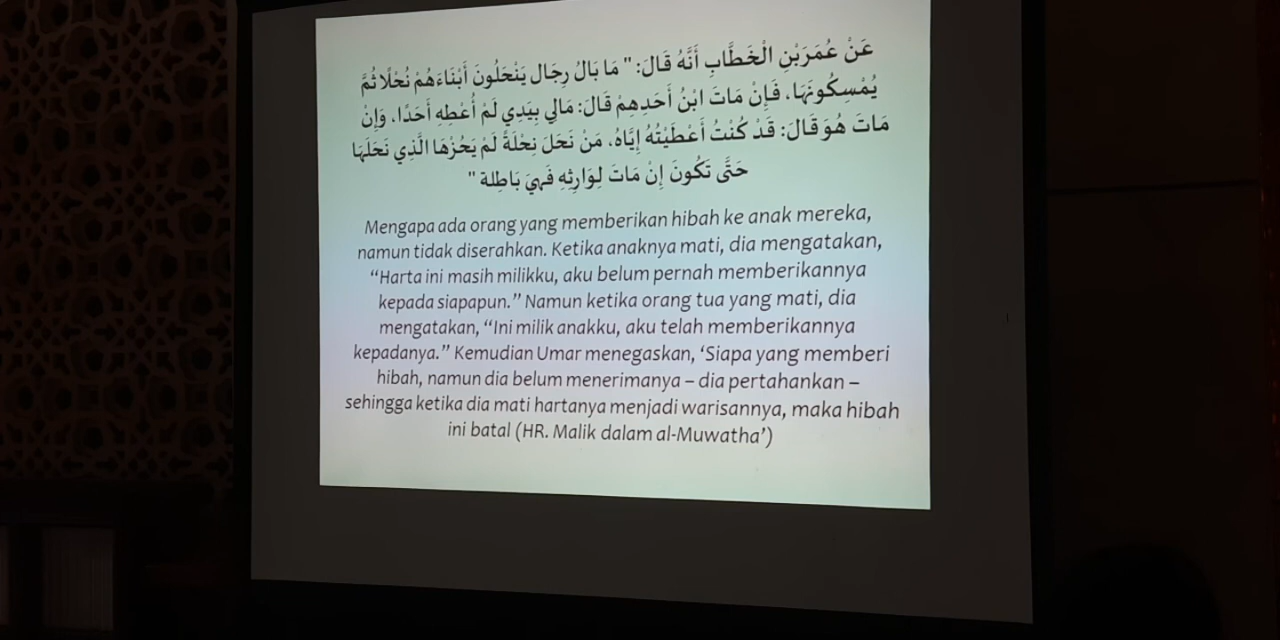 عَنْ عُمَرَبْنِ الْخَطَّابِ أَنَّهُ قَالَ: " مَا بَالُ رِجَال يَنْحَلُونَ أَبْنَاءَهُمْ نُحْلًا ثُمَّ
يُمْسِكُونَهَا، فَإِنْ مَاتَ ابْنُ أَحَدِهِمْ قَالَ: مَالِي بِيَدِي لَمْ أُعْطِهِ أَحَدًا، وَإِنْ
مَاتَ هُوَ قَالَ: قَدْ كُنْتُ أَعْطَيْتُهُ إِيَّاهُ، مَنْ نَحَلَ نِحْلَةً لَمْ يَحُزْهَا الَّذِي نَحَلَهَا
حَتَّى تَكُونَ إِنْ مَاتَ لِوَارِثِهِ فَهِيَ بَاطِلة "
Mengapa ada orang yang memberikan hibah ke anak mereka,
namun tidak diserahkan. Ketika anaknya mati, dia mengatakan,
“Harta ini masih milikku, aku belum pernah memberikannya
kepada siapapun.” Namun ketika orang tua yang mati, dia
mengatakan, “Ini milik anakku, aku telah memberikannya
kepadanya.” Kemudian Umar menegaskan, ‘Siapa yang memberi
hibah, namun dia belum menerimanya – dia pertahankan –
sehingga ketika dia mati hartanya menjadi warisannya, maka hibah
ini batal (HR. Malik dalam al-Muwatha’)